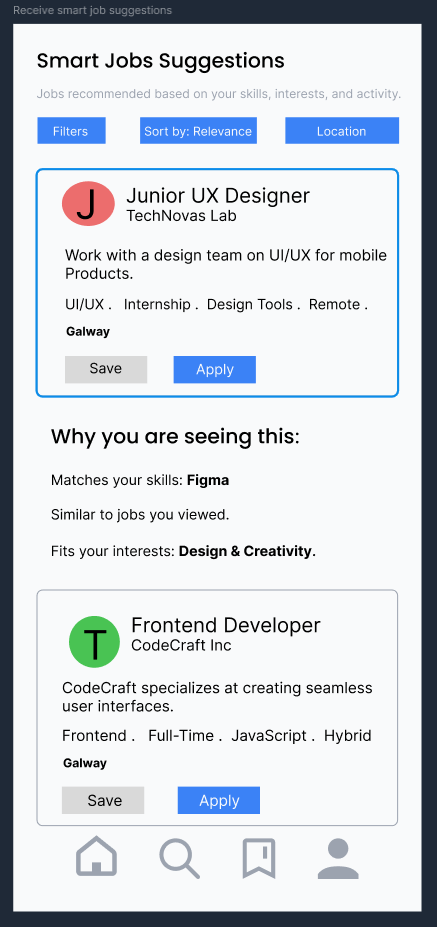 Receive smart job suggestions
Smart Jobs Suggestions
Jobs recommended based on your skills, interests, and activity.
Filters
Sort by: Relevance
Location
J
Junior UX Designer
TechNovas Lab
Work with a design team on UI/UX for mobile
Products.
UI/UX . Internship . Design Tools . Remote .
Galway
Save
Apply
Why you are seeing this:
Matches your skills: Figma
Similar to jobs you viewed.
Fits your interests: Design & Creativity.
T
Frontend Developer
CodeCraft Inc
CodeCraft specializes at creating seamless
user interfaces.
Frontend . Full-Time . JavaScript . Hybrid
Galway
Save
Apply